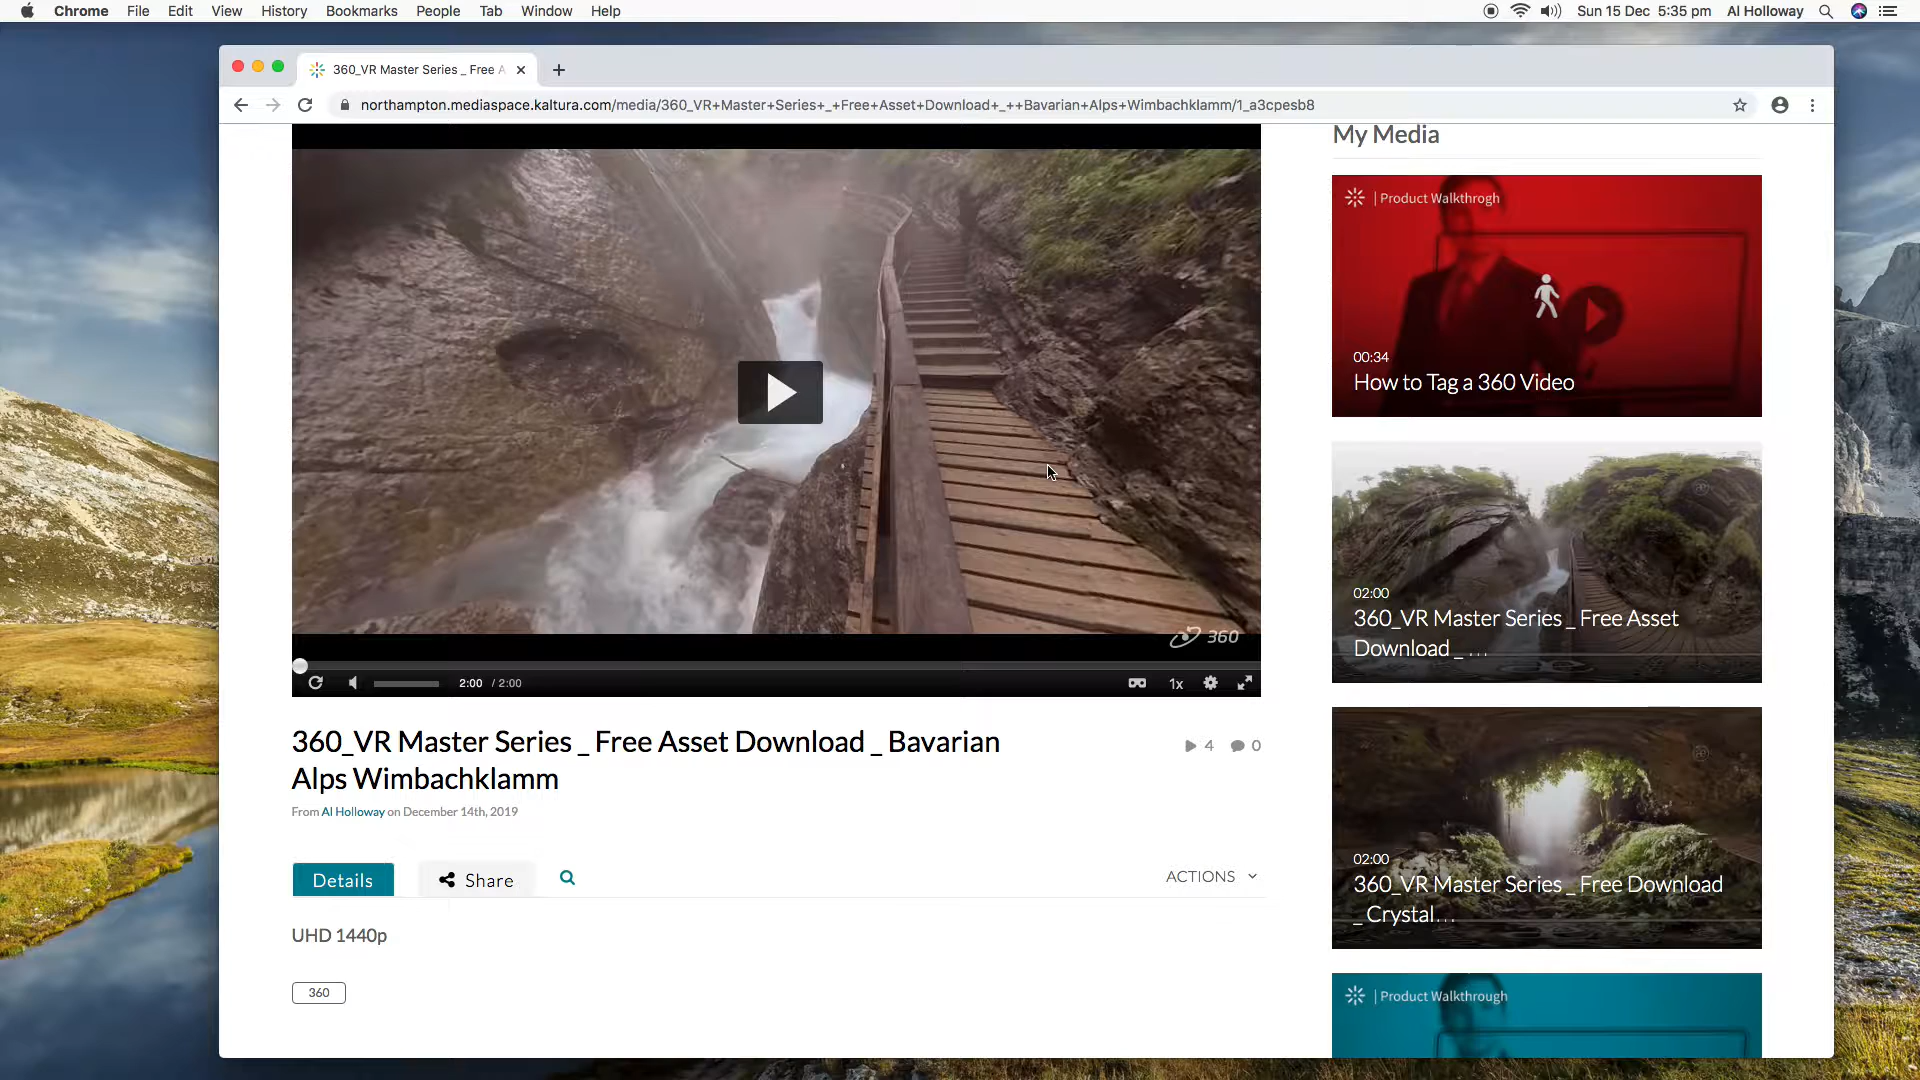 Chrome File Edit View History Bookmarks People Tab Window Help
Sun 15 Dec 5:35 pm Al Holloway
360_VR Master Series _ Free A
northampton.mediaspace.kaltura.com/media/360_VR+Master+Series+_+Free+Asset+Download+_++Bavarian+Alps+Wimbachklamm/1_a3cpesb8
My Media
| Product Walkthrogh
00:34
How to Tag a 360 Video
02:00
360_VR Master Series _ Free Asset
Download _ ...
360
2:00 / 2:00
1x
360_VR Master Series _ Free Asset Download _ Bavarian
Alps Wimbachklamm
4 0
From Al Holloway on December 14th, 2019
02:00
360_VR Master Series _ Free Download
_ Crystal...
Details Share ACTIONS
UHD 1440p
360
| Product Walkthrough